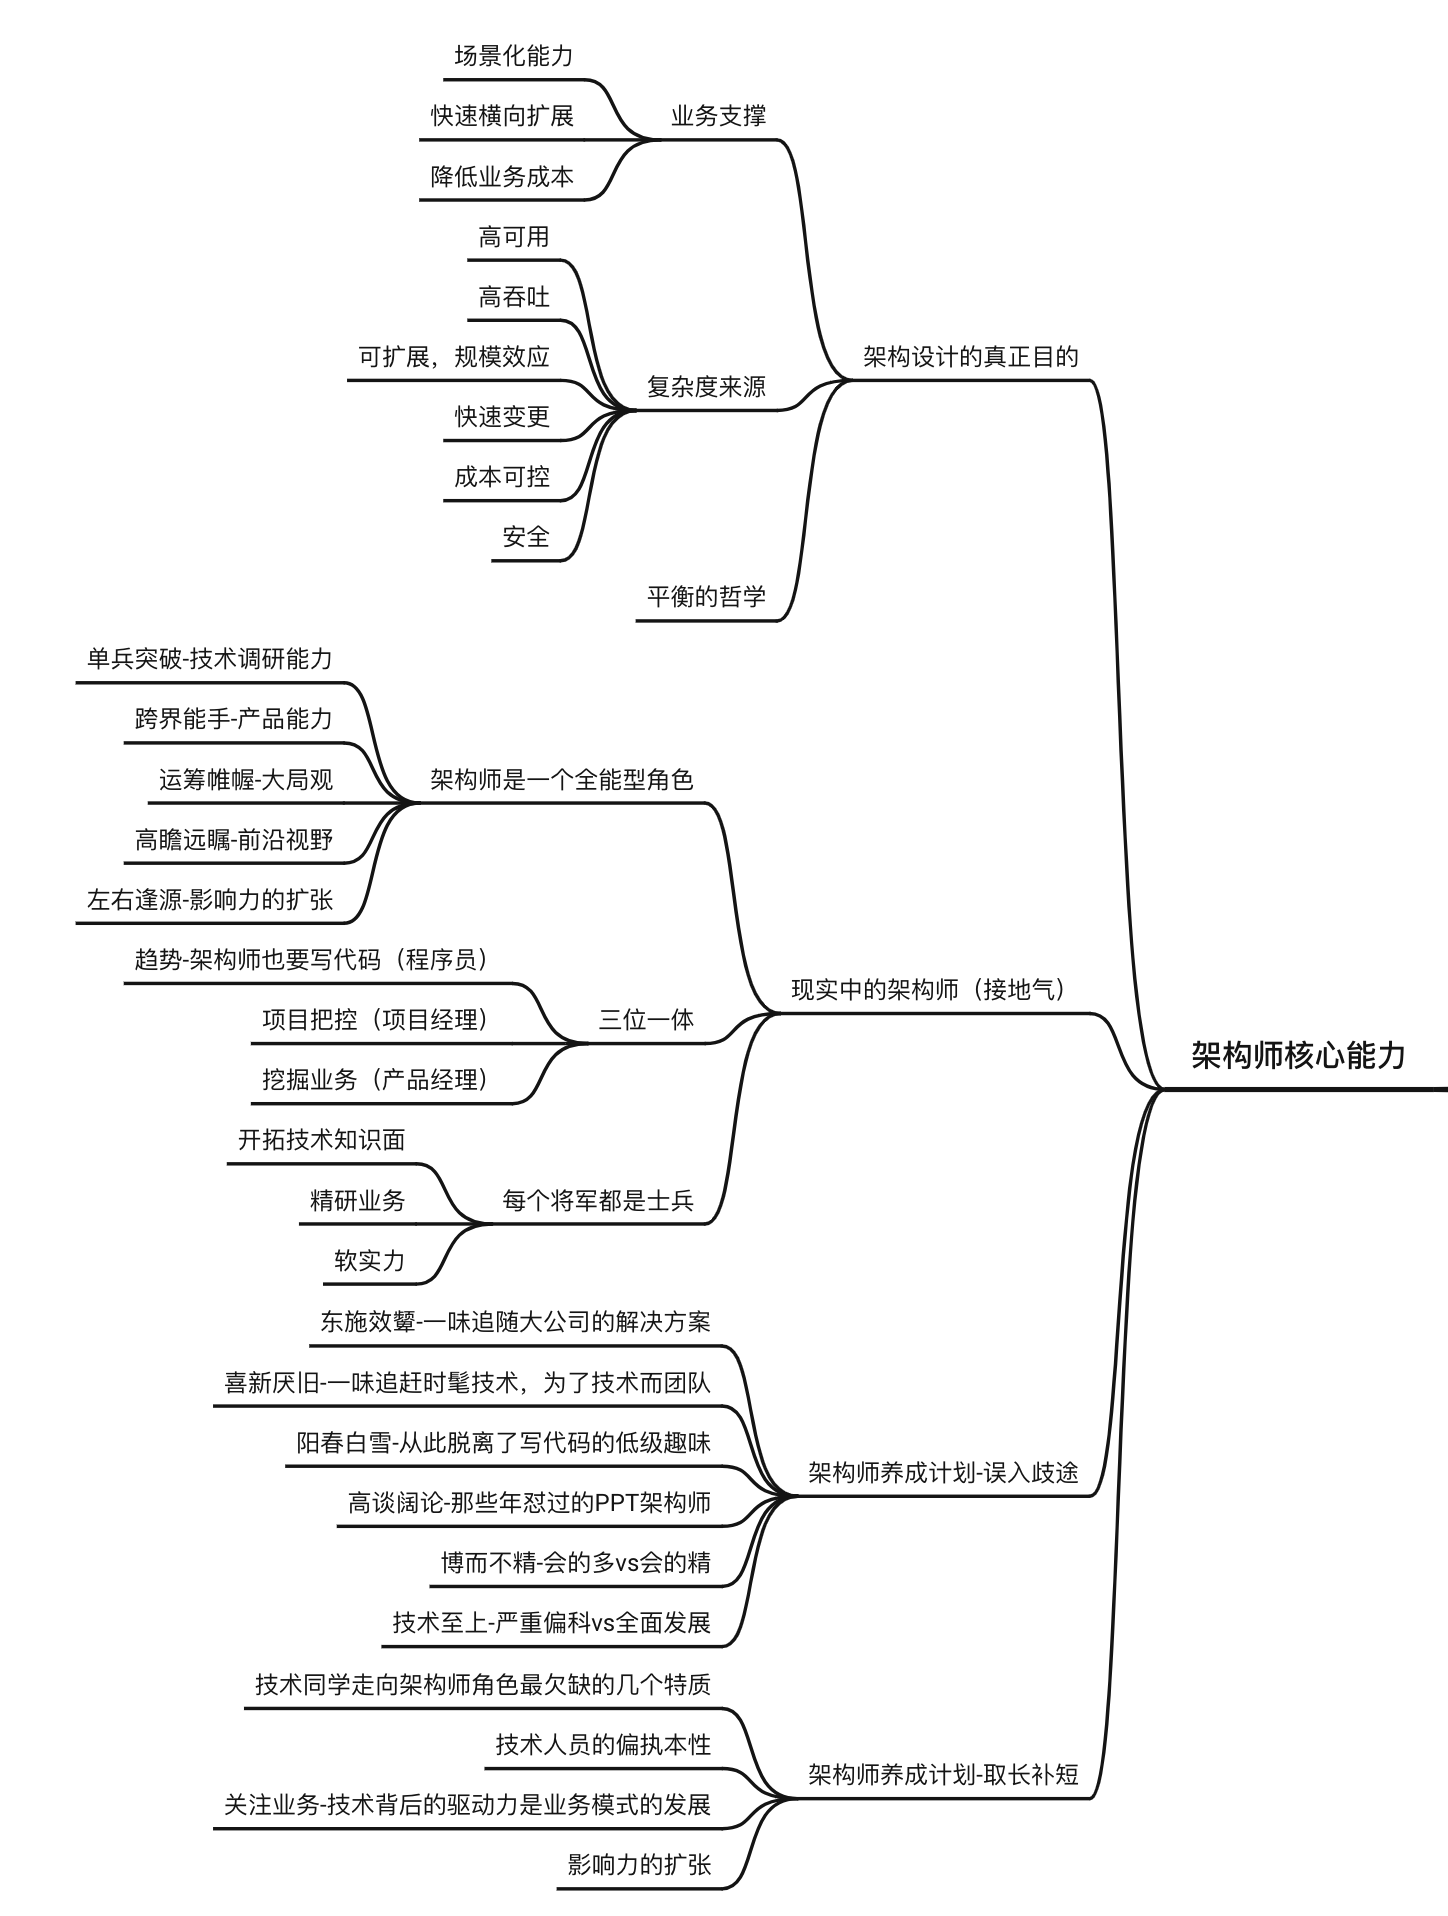 场景化能力
快速横向扩展
业务支撑
降低业务成本
高可用
高吞吐
可扩展，规模效应
架构设计的真正目的
复杂度来源
快速变更
成本可控
安全
平衡的哲学
单兵突破-技术调研能力
跨界能手-产品能力
运筹帷幄-大局观
架构师是一个全能型角色
高瞻远瞩-前沿视野
左右逢源-影响力的扩张
趋势-架构师也要写代码（程序员）
现实中的架构师（接地气）
项目把控（项目经理）
三位一体
架构师核心能力
挖掘业务（产品经理）
开拓技术知识面
精研业务
每个将军都是士兵
软实力
东施效颦-一味追随大公司的解决方案
喜新厌旧-一味追赶时髦技术，为了技术而团队
阳春白雪-从此脱离了写代码的低级趣味
架构师养成计划-误入歧途
高谈阔论-那些年怼过的PPT架构师
博而不精-会的多vs会的精
技术至上-严重偏科vs全面发展
技术同学走向架构师角色最欠缺的几个特质
技术人员的偏执本性
架构师养成计划-取长补短
关注业务-技术背后的驱动力是业务模式的发展
影响力的扩张